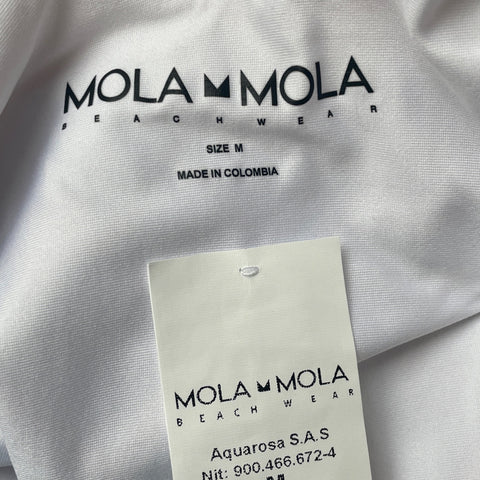 MOLA MOLA
BEACHWEAR
SIZE M
MADE IN COLOMBIA
MOLA MOLA
BEACH WEAR
Aquarosa S.A.S
Nit: 900.466.672-4